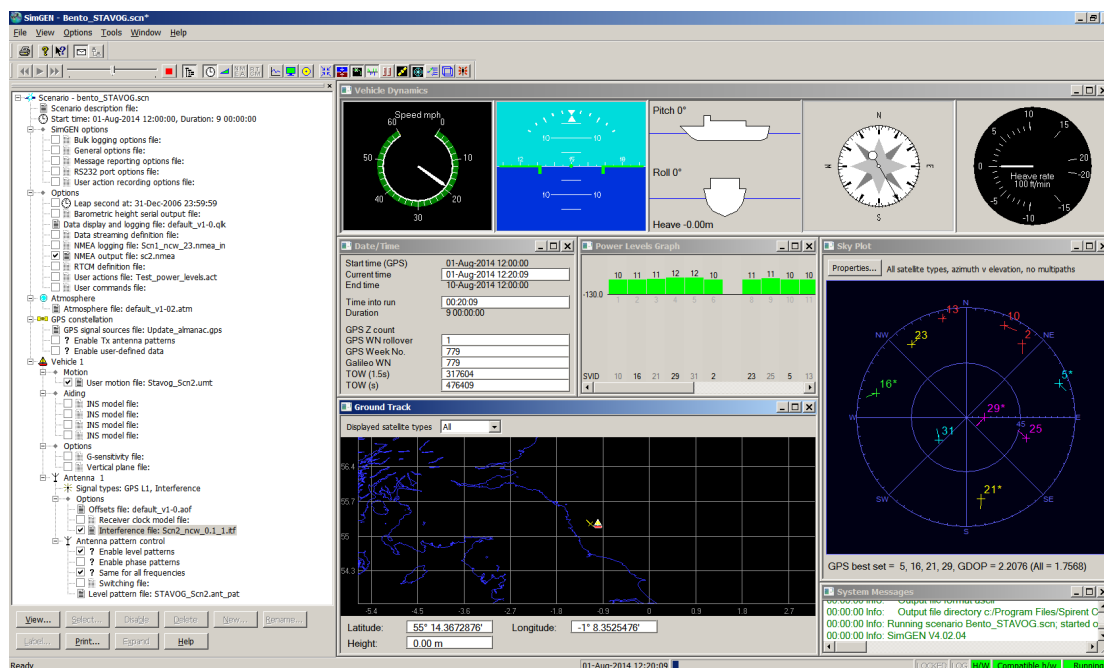 SimGEN - Bento_STAVOG.scn*
File View Options Tools Window Help
Scenario - bento_STAVOG.scn
Scenario description file:
Start time: 01-Aug-2014 12:00:00, Duration: 9 00:00:00
SimGEN options
Bulk logging options file:
General options file:
Message reporting options file:
RS232 port options file:
User action recording options file:
Options
Leap second at: 31-Dec-2006 23:59:59
Barometric height serial output file:
Data display and logging file: default_v1-0.qlk
Data streaming definition file:
NMEA logging file: Scn1_ncw_23.nmea_in
NMEA output file: sc2.nmea
RTCM definition file:
User actions file: Test_power_levels.act
User commands file:
Atmosphere
Atmosphere file: default_v1-02.atm
GPS constellation
GPS signal sources file: Update_almanac.gps
? Enable Tx antenna patterns
? Enable user-defined data
Vehicle 1
Motion
User motion file: Stavog_Scn2.umt
Aiding
INS model file:
INS model file:
INS model file:
Options
G-sensitivity file:
Vertical plane file:
Antenna 1
Signal types: GPS L1, Interference
Options
Offsets file: default_v1-0.aof
Receiver clock model file:
Interference file: Scn2_ncw_0.1_1.itf
Antenna pattern control
? Enable level patterns
? Enable phase patterns
? Same for all frequencies
Switching file:
Level pattern file: STAVOG_Scn2.ant_pat
View... Select... Disable Delete New... Rename...
Label... Print... Expand Help
Vehicle Dynamics
Speed mph
60 0
50 10
40 20
30
10 10
12 15 18
10 10
Pitch 0°
Roll 0°
Heave -0.00m
N
E
S
10
5 15
20
0
-20
-5 -15
-10
Heave rate
100 ft/min
Date/Time
Start time (GPS) 01-Aug-2014 12:00:00
Current time 01-Aug-2014 12:20:09
End time 10-Aug-2014 12:00:00
Time into run 00:20:09
Duration 9 00:00:00
GPS Z count
GPS WN rollover 1
GPS Week No. 779
Galileo WN 779
TOW (1.5s) 317604
TOW (s) 476409
Power Levels Graph
10 11 11 12 12 10 11 11 10 10
-130.0
1 2 3 4 5 6 8 9 10 11
SVID 10 16 21 29 31 2 23 25 5 13
Sky Plot
Properties... All satellite types, azimuth v elevation, no multipaths
N
NW NE
W E
SW SE
S
13
10
2
23
5*
16*
29*
45
25
31
21*
GPS best set = 5, 16, 21, 29, GDOP = 2.2076 (All = 1.7568)
Ground Track
Displayed satellite types All
56.4
55.7
55
54.3
-5.4 -4.5 -3.6 -2.7 -1.8 -0.9 0 0.9 1.8 2.7
Latitude: 55° 14.3672876' Longitude: -1° 8.3525476'
Height: 0.00 m
System Messages
00:00:00 Info: Output file format ascii
00:00:00 Info: Output file directory c:/Program Files/Spirent C
00:00:00 Info: Running scenario Bento_STAVOG.scn; started o
00:00:00 Info: SimGEN V4.02.04
Ready 01-Aug-2014 12:20:09 LOCKED LOG H/W Compatible h/w Running